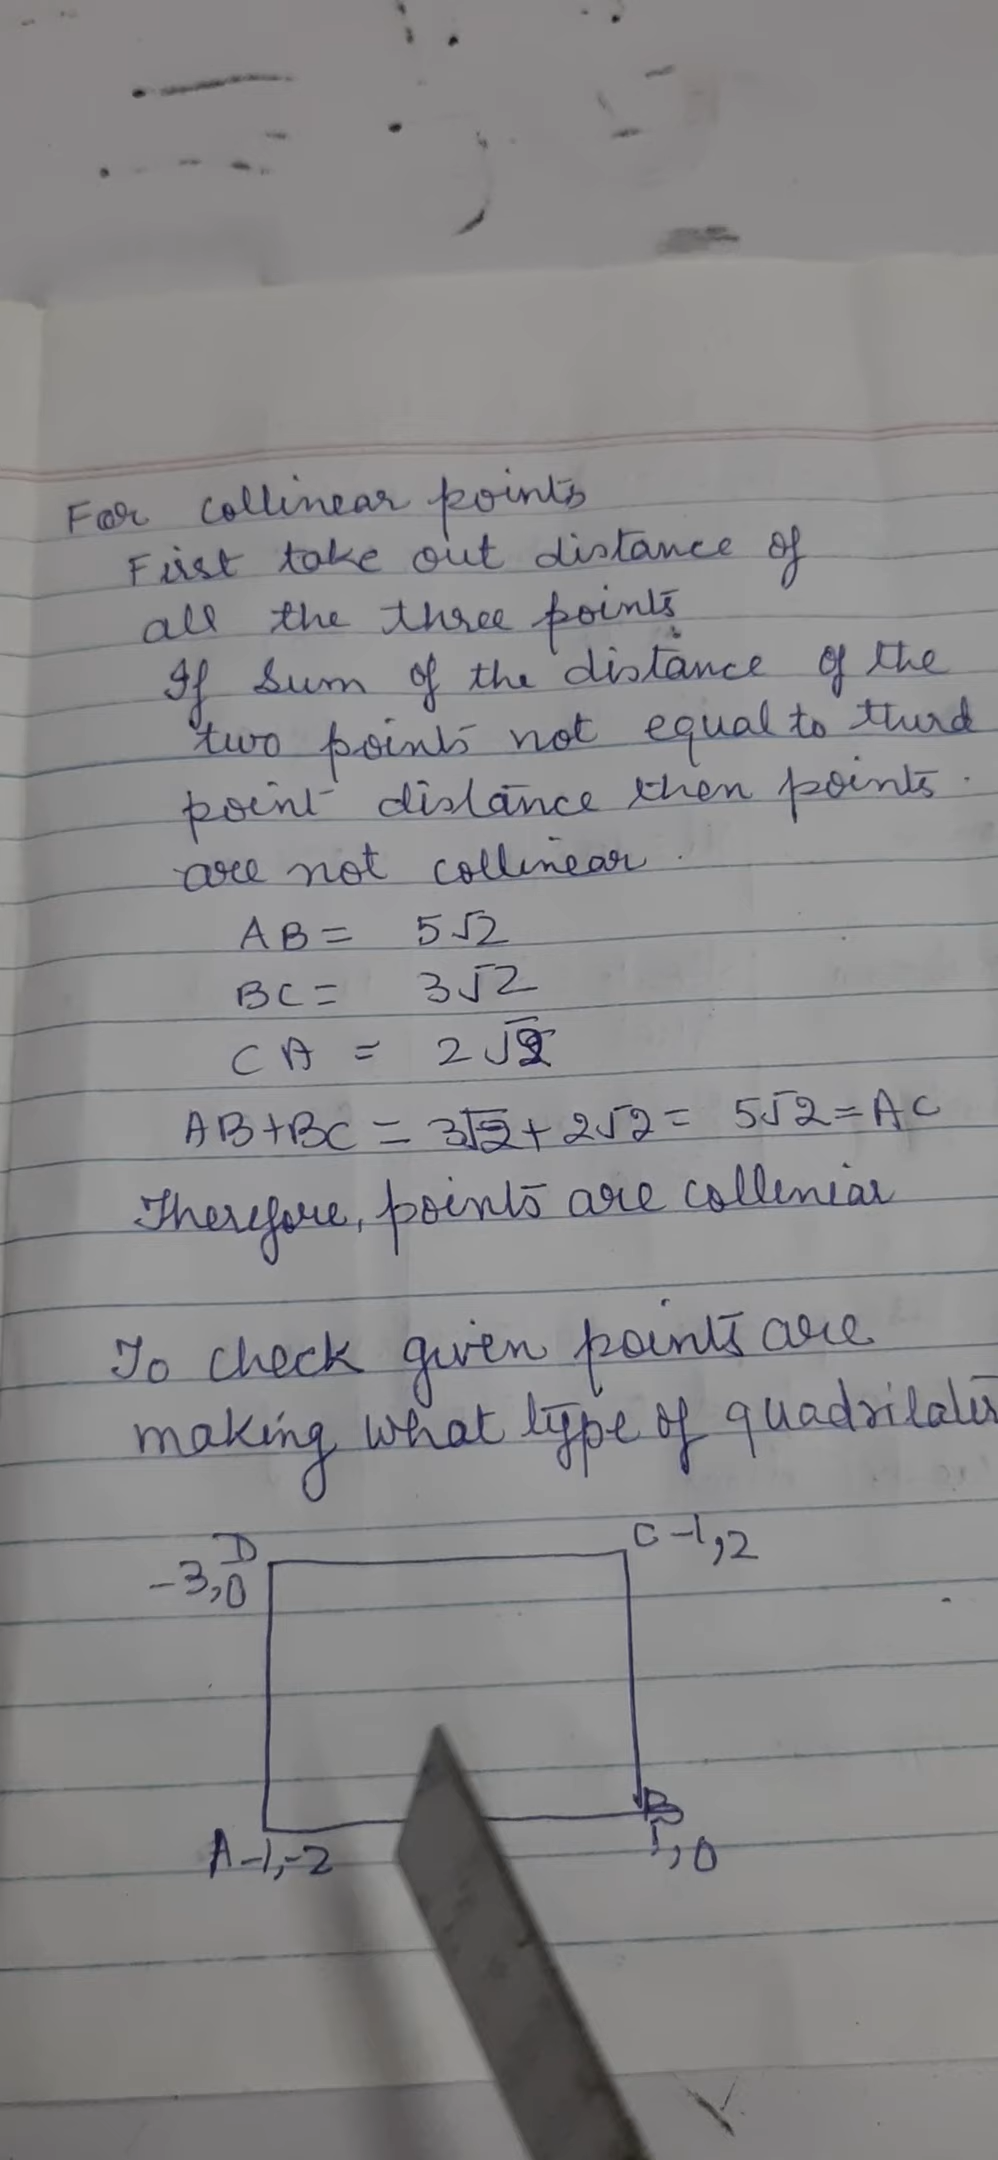 For collinear points
First take out distance of
all the three points
If sum of the distance of the
two points not equal to third
point distance then points.
are not collinear.
AB = 5√2
BC = 3√2
CA = 2√2
AB+BC = 3√2 + 2√2 = 5√2 = AC
Therefore, points are colleniar
To check given points are
making what type of quadrilater
D
C -1,2
-3,0
B
A -1,-2
1,0